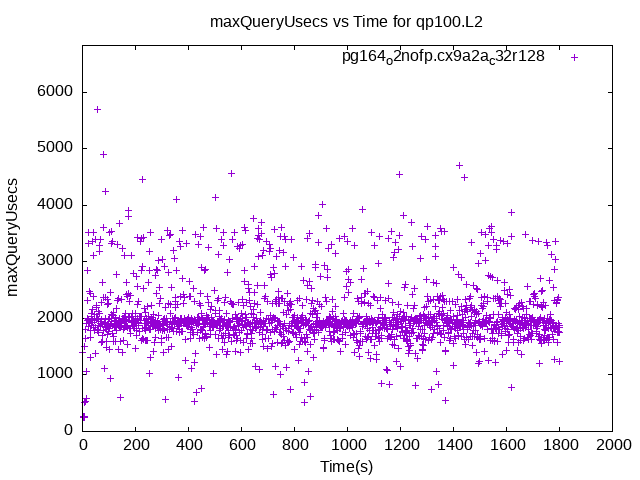 maxQueryUsecs vs Time for qp100.L2
pg164o2nofp.cx9a2ac32r128
6000
5000
4000
3000
2000
1000
0
maxQueryUsecs
0 200 400 600 800 1000 1200 1400 1600 1800 2000
Time(s)